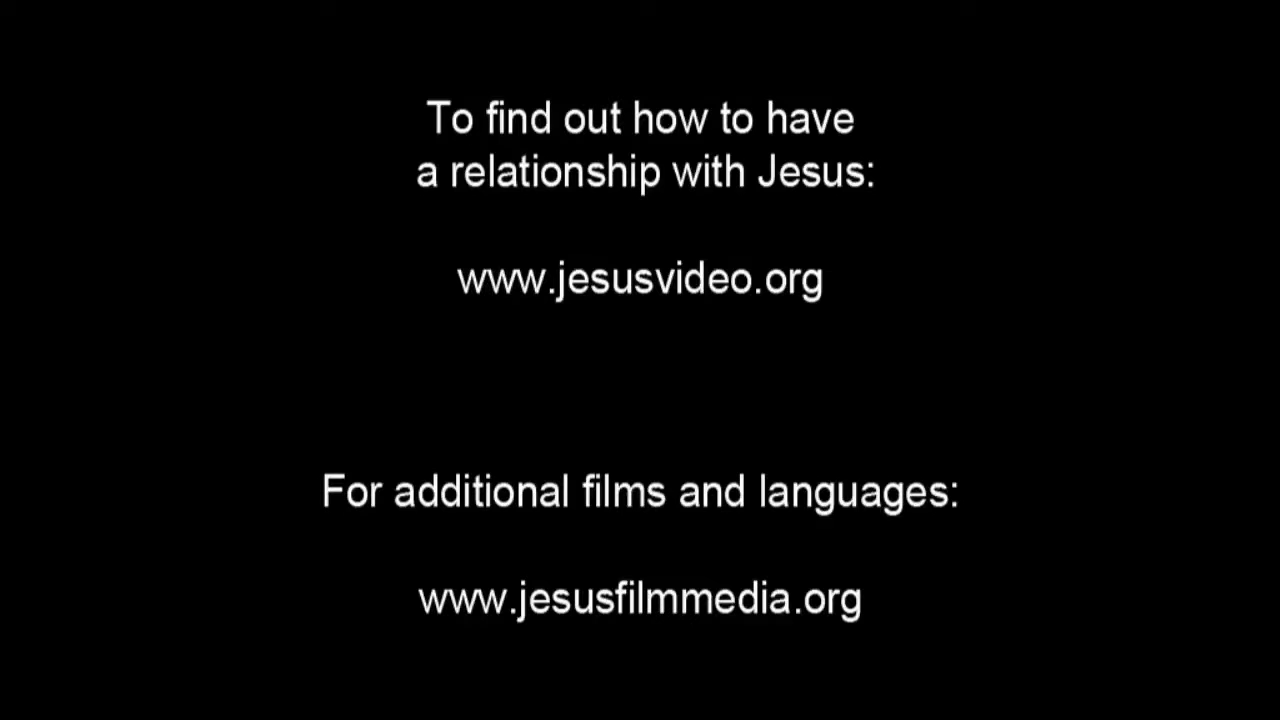 To find out how to have
a relationship with Jesus:
www.jesusvideo.org
For additional films and languages:
www.jesusfilmmedia.org